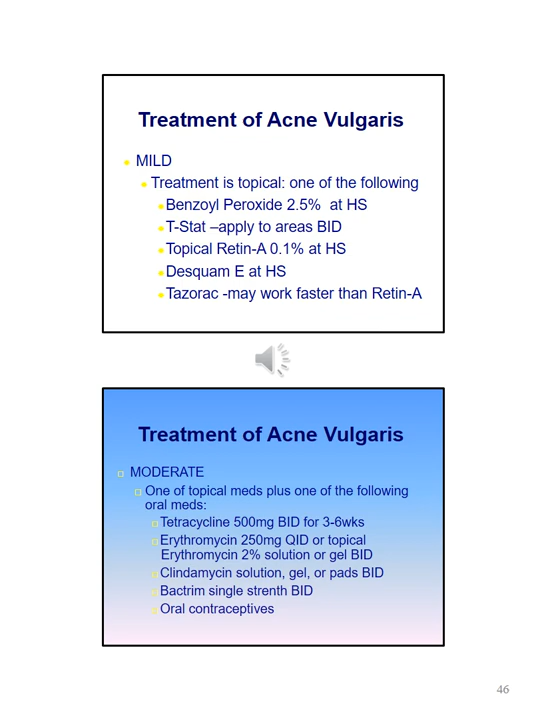 Treatment of Acne Vulgaris
MILD
Treatment is topical: one of the following
Benzoyl Peroxide 2.5% at HS
T-Stat –apply to areas BID
Topical Retin-A 0.1% at HS
Desquam E at HS
Tazorac -may work faster than Retin-A
Treatment of Acne Vulgaris
MODERATE
One of topical meds plus one of the following
oral meds:
Tetracycline 500mg BID for 3-6wks
Erythromycin 250mg QID or topical
Erythromycin 2% solution or gel BID
Clindamycin solution, gel, or pads BID
Bactrim single strenth BID
Oral contraceptives
46